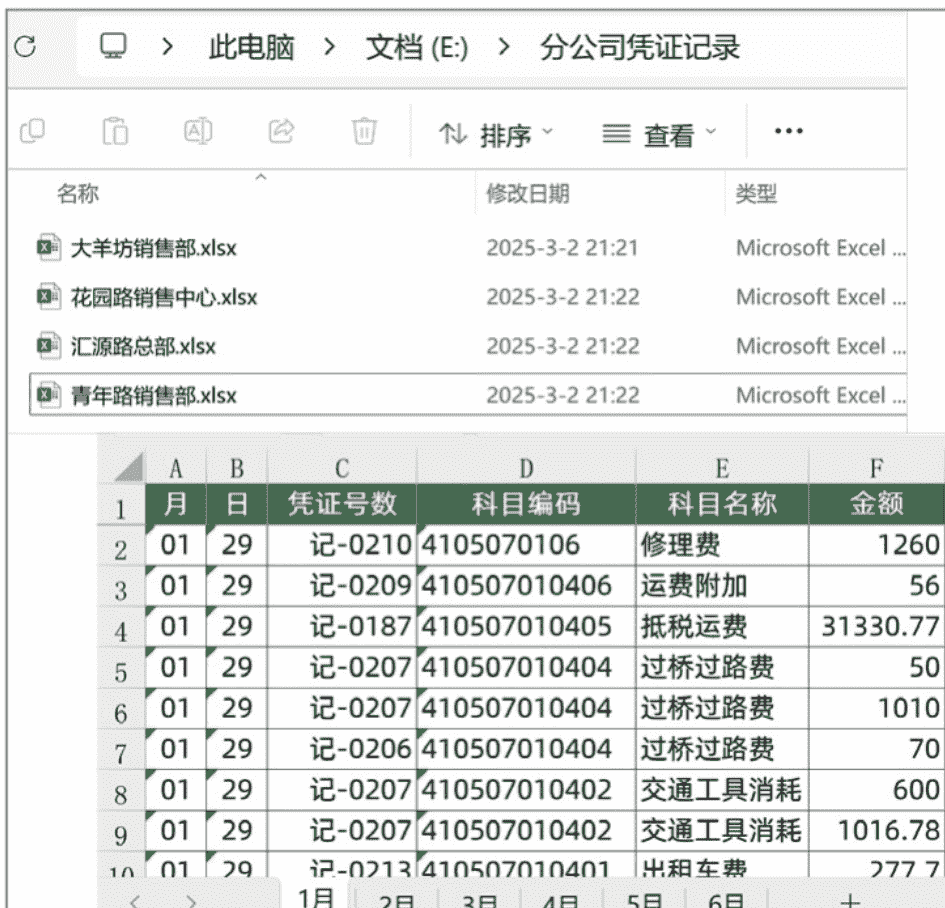 此电脑 > 文档 (E:) > 分公司凭证记录
排序 查看 •••
名称 修改日期 类型
大羊坊销售部.xlsx 2025-3-2 21:21 Microsoft Excel ...
花园路销售中心.xlsx 2025-3-2 21:22 Microsoft Excel ...
汇源路总部.xlsx 2025-3-2 21:22 Microsoft Excel ...
青年路销售部.xlsx 2025-3-2 21:22 Microsoft Excel ...
A B C D E F
1 月 日 凭证号数 科目编码 科目名称 金额
2 01 29 记-0210 4105070106 修理费 1260
3 01 29 记-0209 410507010406 运费附加 56
4 01 29 记-0187 410507010405 抵税运费 31330.77
5 01 29 记-0207 410507010404 过桥过路费 50
6 01 29 记-0207 410507010404 过桥过路费 1010
7 01 29 记-0206 410507010404 过桥过路费 70
8 01 29 记-0207 410507010402 交通工具消耗 600
9 01 29 记-0207 410507010402 交通工具消耗 1016.78
10 01 29 记-0213 410507010401 出租车费 277.7
1月 2月 3月 4月 5月 6月